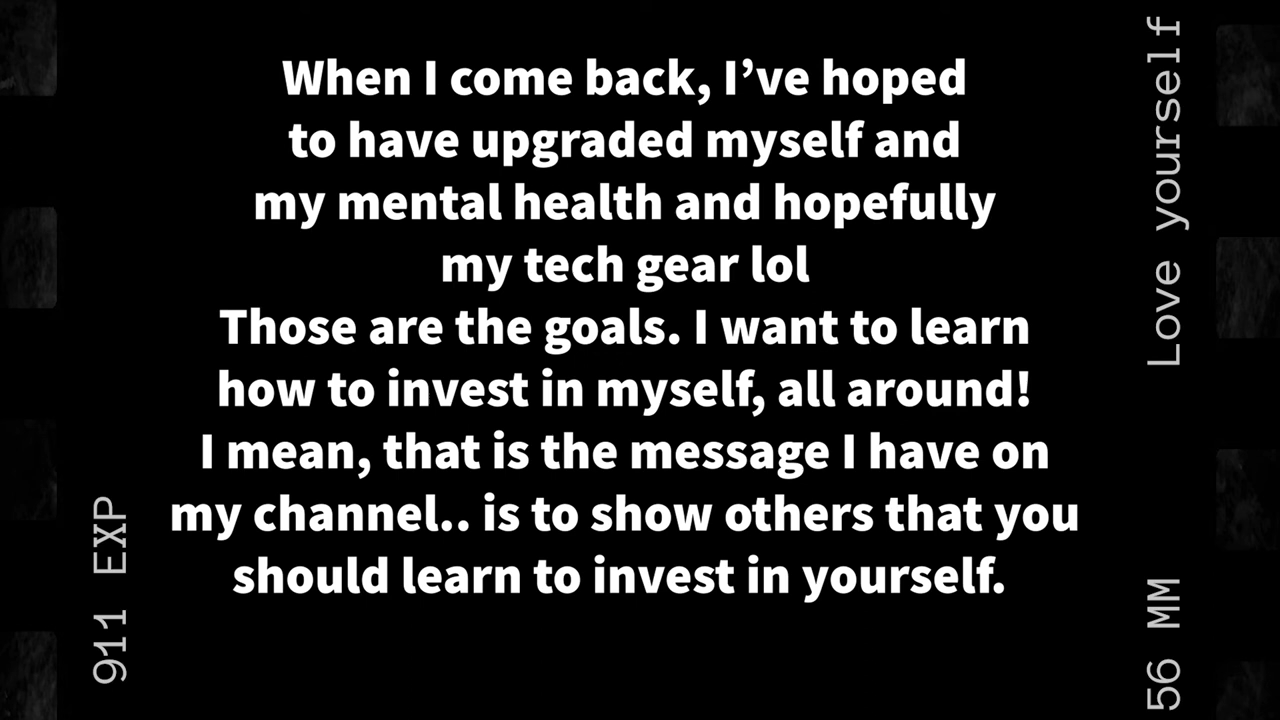 When I come back, I’ve hoped
to have upgraded myself and
my mental health and hopefully
my tech gear lol
Those are the goals. I want to learn
how to invest in myself, all around!
I mean, that is the message I have on
my channel.. is to show others that you
should learn to invest in yourself.
911 EXP
Love yourself
56 MM